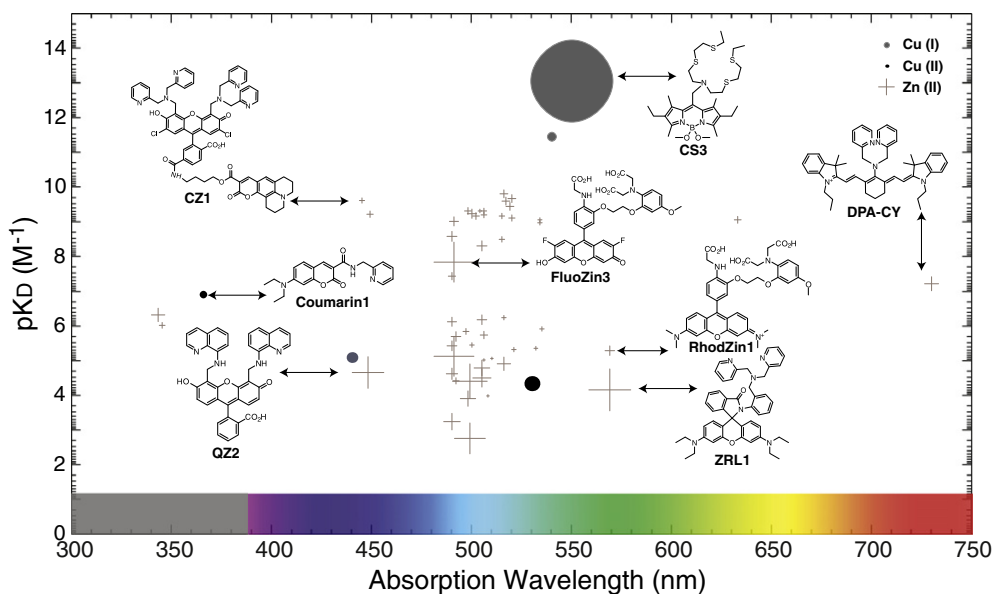 14
12
10
8
6
4
2
0
pKD (M-1)
300
400
450
500
550
600
650
700
750
Absorption Wavelength (nm)
Cu (I)
Cu (II)
Zn (II)
CZ1
Coumarin1
QZ2
CS3
FluoZin3
DPA-CY
RhodZin1
ZRL1